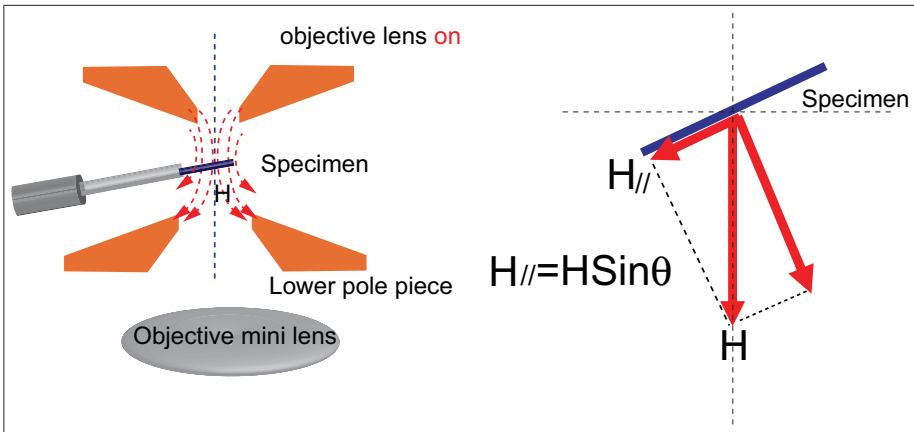 objective lens on
Specimen
H
Lower pole piece
Objective mini lens
Specimen
H//
H//=HSinθ
H